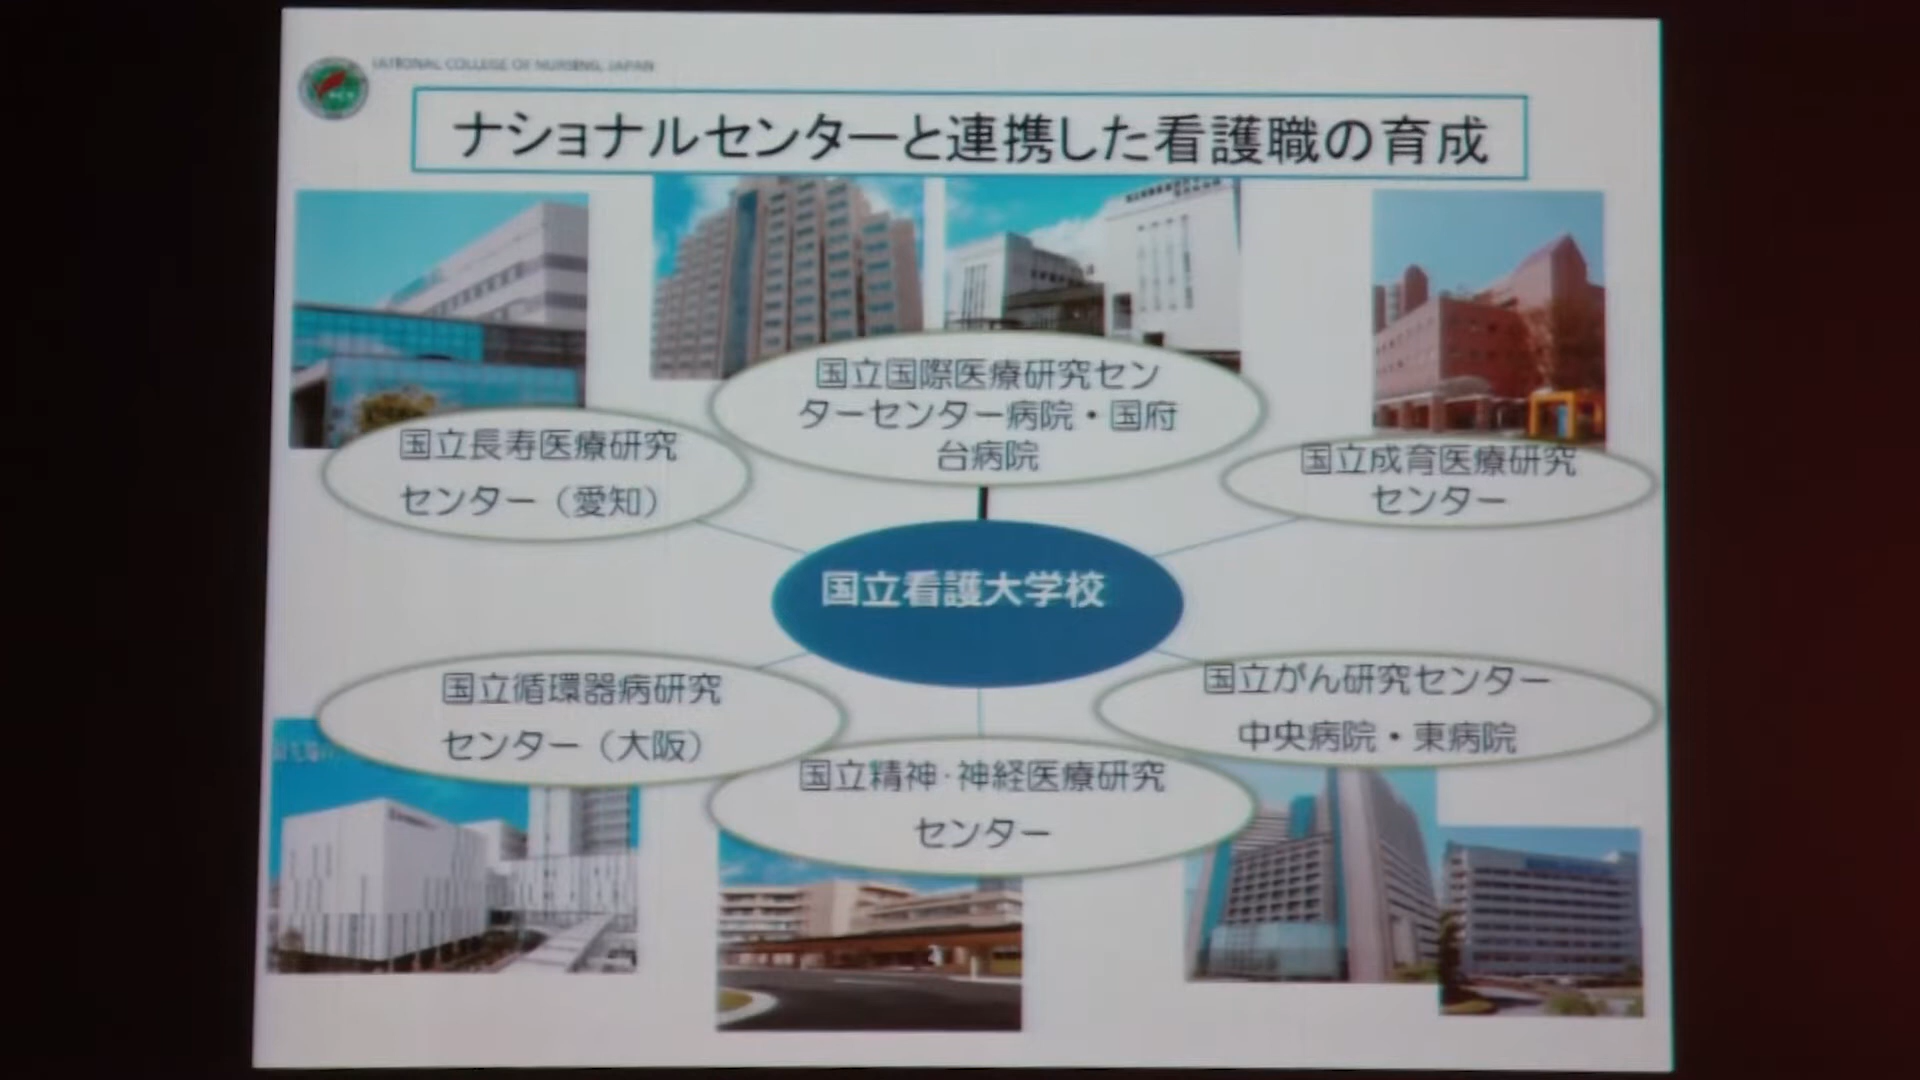 NATIONAL COLLEGE OF NURSING, JAPAN
ナショナルセンターと連携した看護職の育成
国立国際医療研究セン
ターセンター病院・国府
台病院
国立長寿医療研究
センター（愛知）
国立成育医療研究
センター
国立看護大学校
国立循環器病研究
センター（大阪）
国立がん研究センター
中央病院・東病院
国立精神･神経医療研究
センター